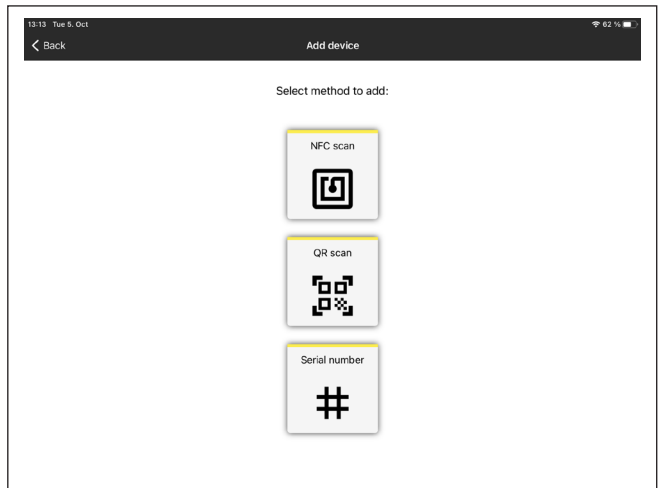 13:13 Tue 5. Oct 62 %
Back Add device
Select method to add:
NFC scan
QR scan
Serial number